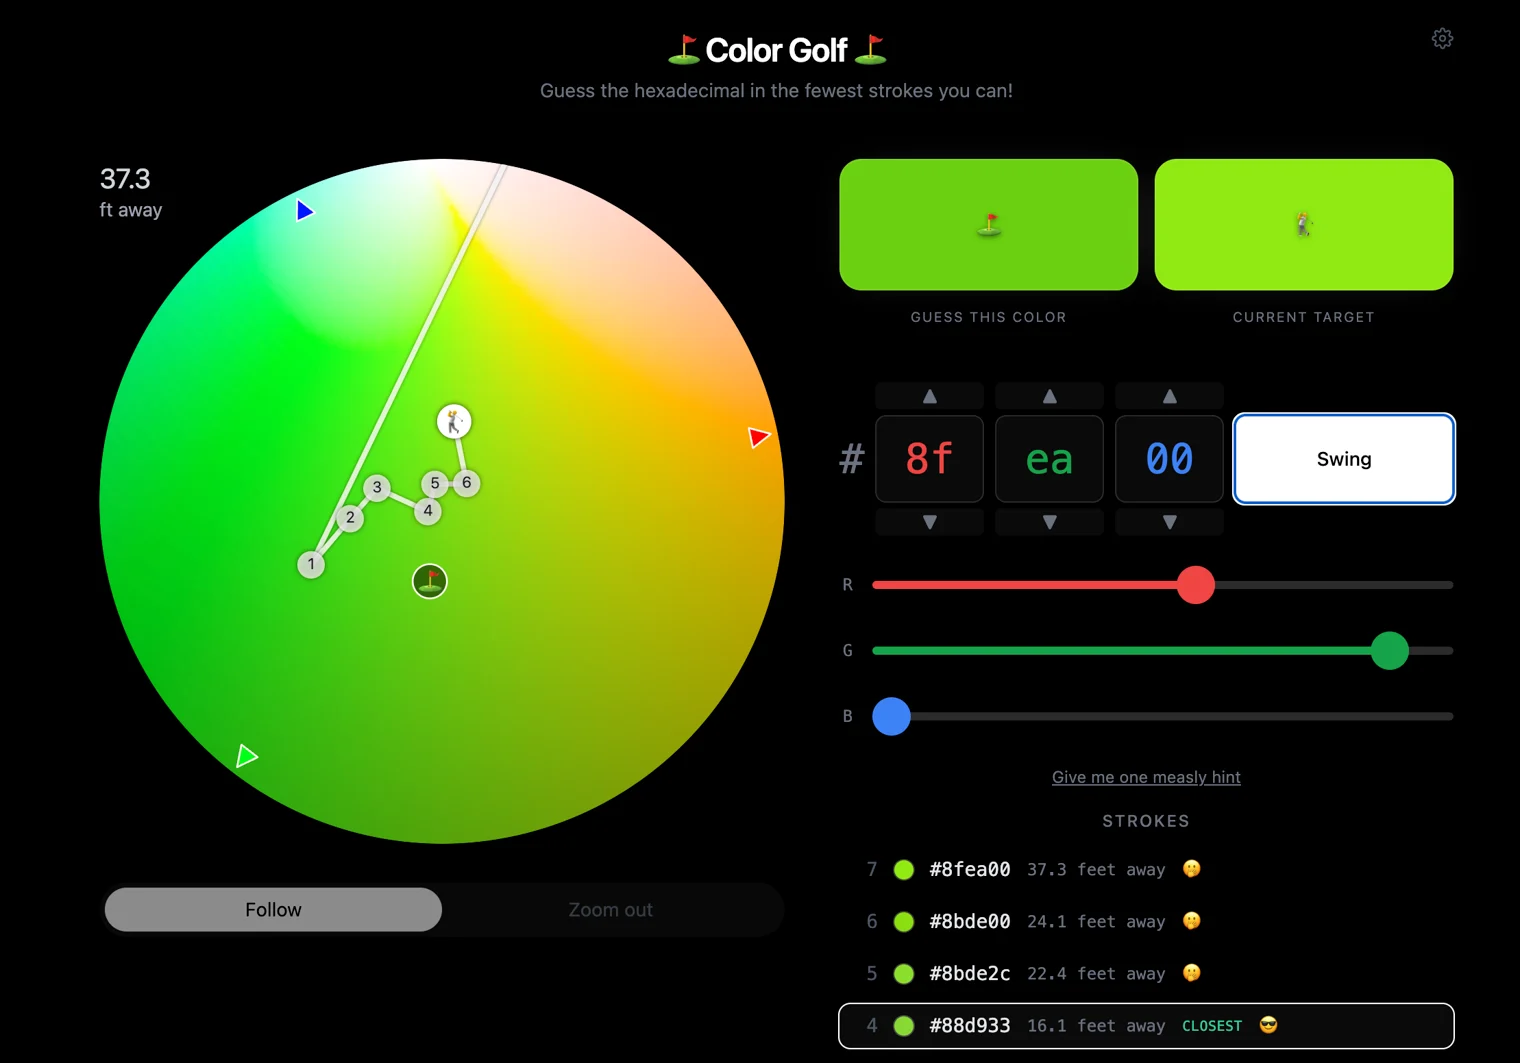 Color Golf
Guess the hexadecimal in the fewest strokes you can!
37.3
ft away
GUESS THIS COLOR
CURRENT TARGET
# 8f ea 00
Swing
1
2
3
4
5
6
R
G
B
Give me one measly hint
STROKES
7 #8fea00 37.3 feet away
6 #8bde00 24.1 feet away
5 #8bde2c 22.4 feet away
4 #88d933 16.1 feet away CLOSEST
Follow
Zoom out